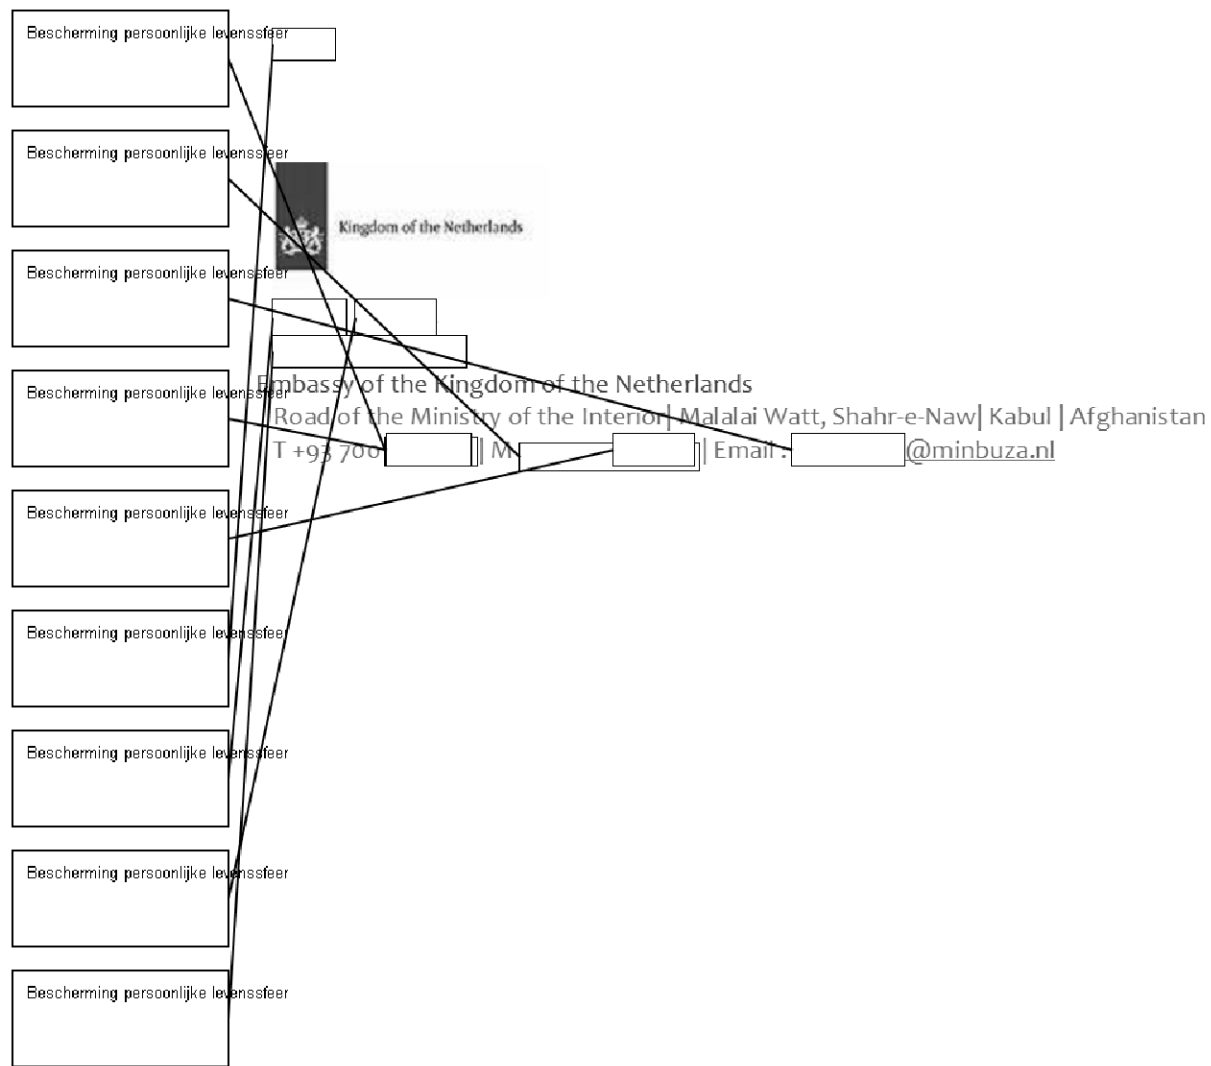 Bescherming persoonlijke levenssfeer
Bescherming persoonlijke levenssfeer
Kingdom of the Netherlands
Bescherming persoonlijke levenssfeer
Bescherming persoonlijke levenssfeer
Embassy of the Kingdom of the Netherlands
Road of the Ministry of the Interior| Malalai Watt, Shahr-e-Naw| Kabul | Afghanistan
T +93 700 | M | Email : @minbuza.nl
Bescherming persoonlijke levenssfeer
Bescherming persoonlijke levenssfeer
Bescherming persoonlijke levenssfeer
Bescherming persoonlijke levenssfeer
Bescherming persoonlijke levenssfeer